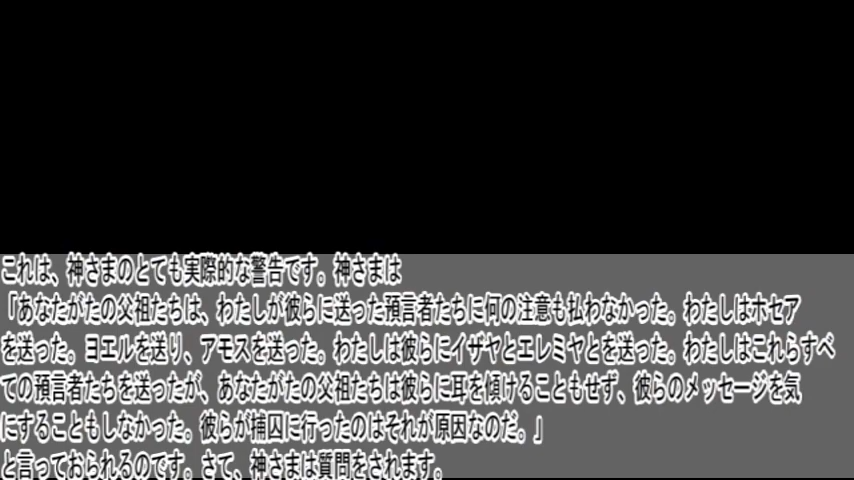 これは、神さまのとても実際的な警告です。神さまは
「あなたがたの父祖たちは、わたしが彼らに送った預言者たちに何の注意も払わなかった。わたしはホセア
を送った。ヨエルを送り、アモスを送った。わたしは彼らにイザヤとエレミヤとを送った。わたしはこれらすべ
ての預言者たちを送ったが、あなたがたの父祖たちは彼らに耳を傾けることもせず、彼らのメッセージを気
にすることもしなかった。彼らが捕囚に行ったのはそれが原因なのだ。」
と言っておられるのです。さて、神さまは質問をされます。